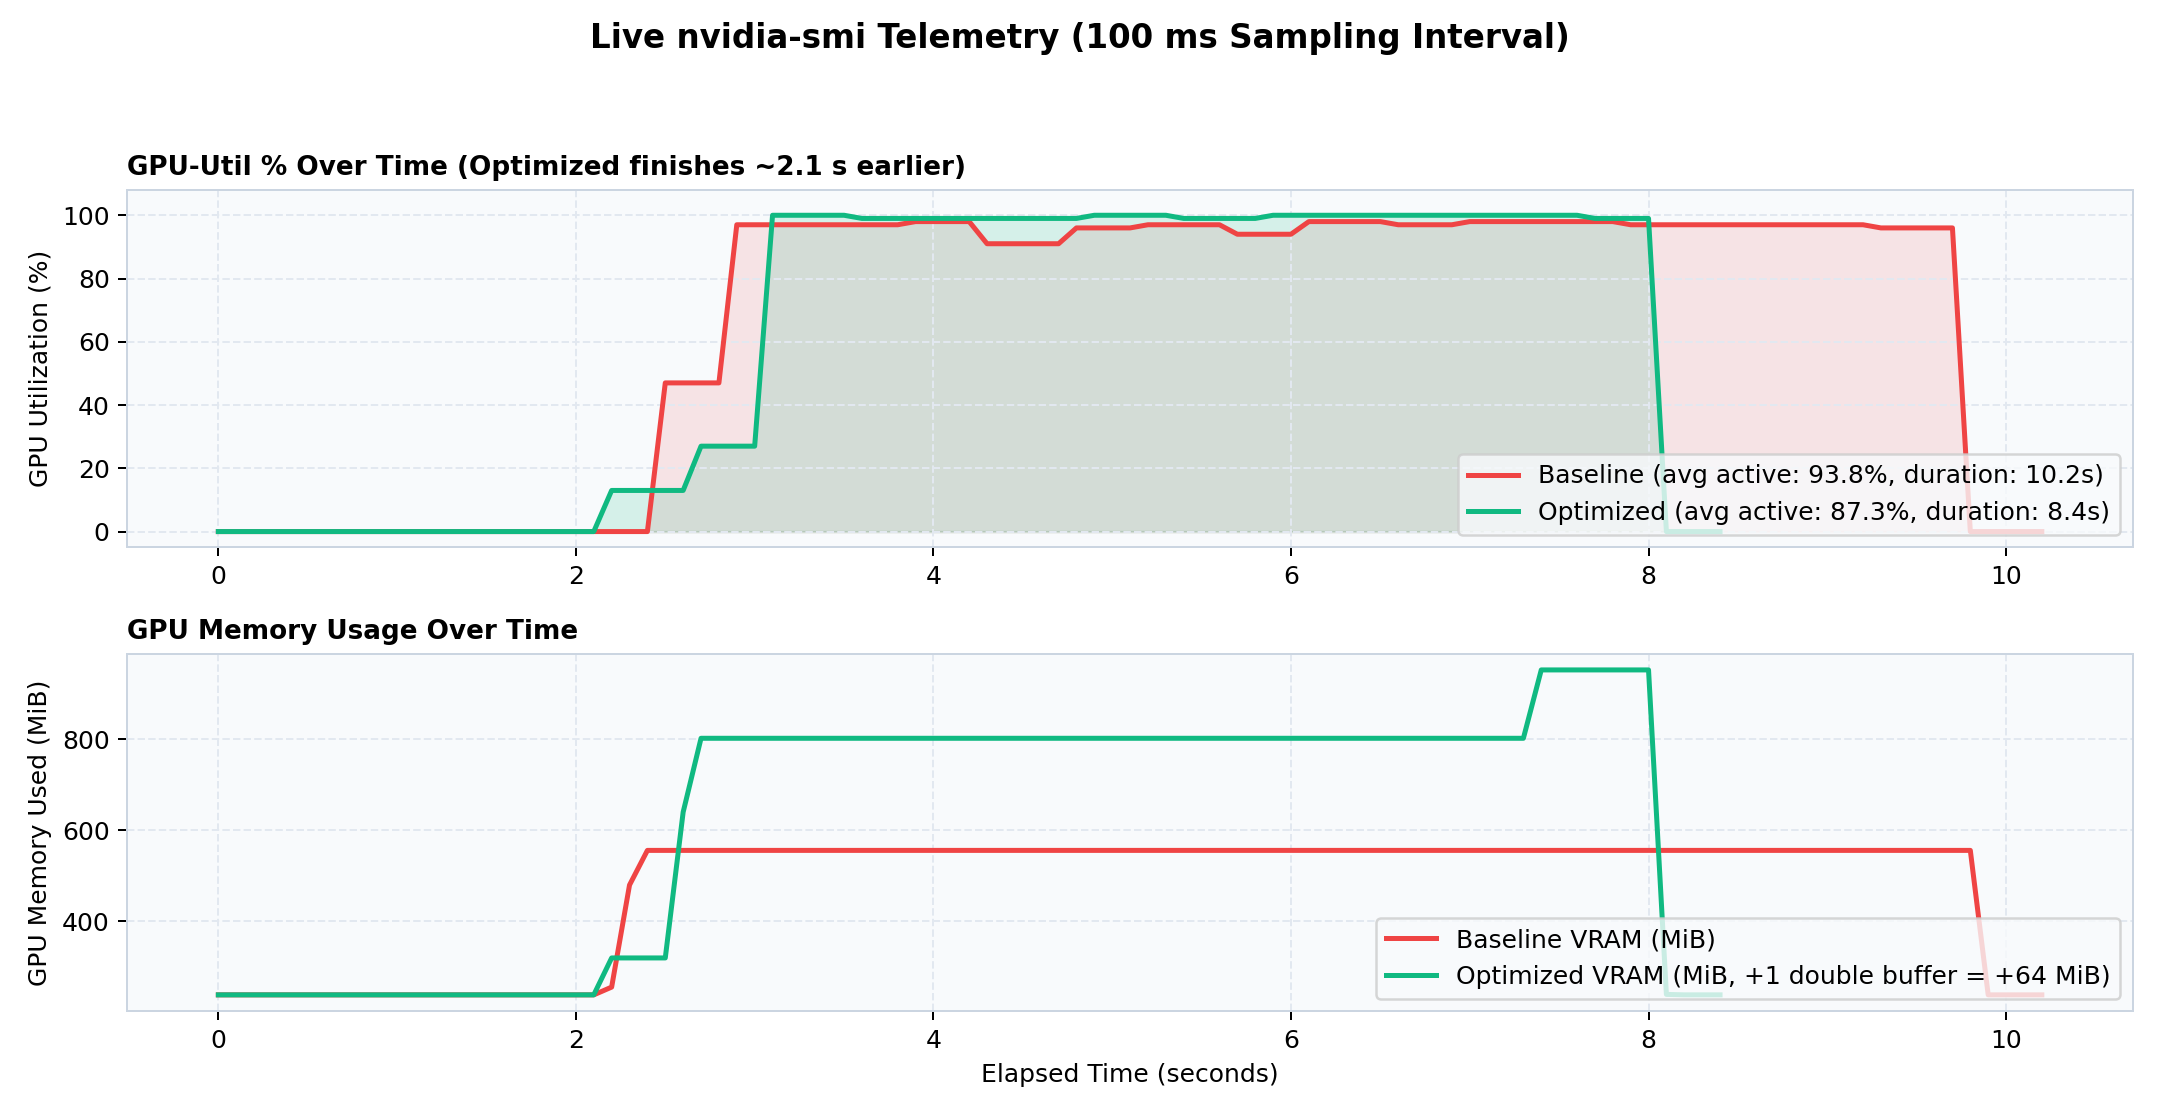 Live nvidia-smi Telemetry (100 ms Sampling Interval)
GPU-Util % Over Time (Optimized finishes ~2.1 s earlier)
GPU Utilization (%)
100
80
60
40
20
0
Baseline (avg active: 93.8%, duration: 10.2s)
Optimized (avg active: 87.3%, duration: 8.4s)
0 2 4 6 8 10
GPU Memory Usage Over Time
GPU Memory Used (MiB)
800
600
400
Baseline VRAM (MiB)
Optimized VRAM (MiB, +1 double buffer = +64 MiB)
0 2 4 6 8 10
Elapsed Time (seconds)